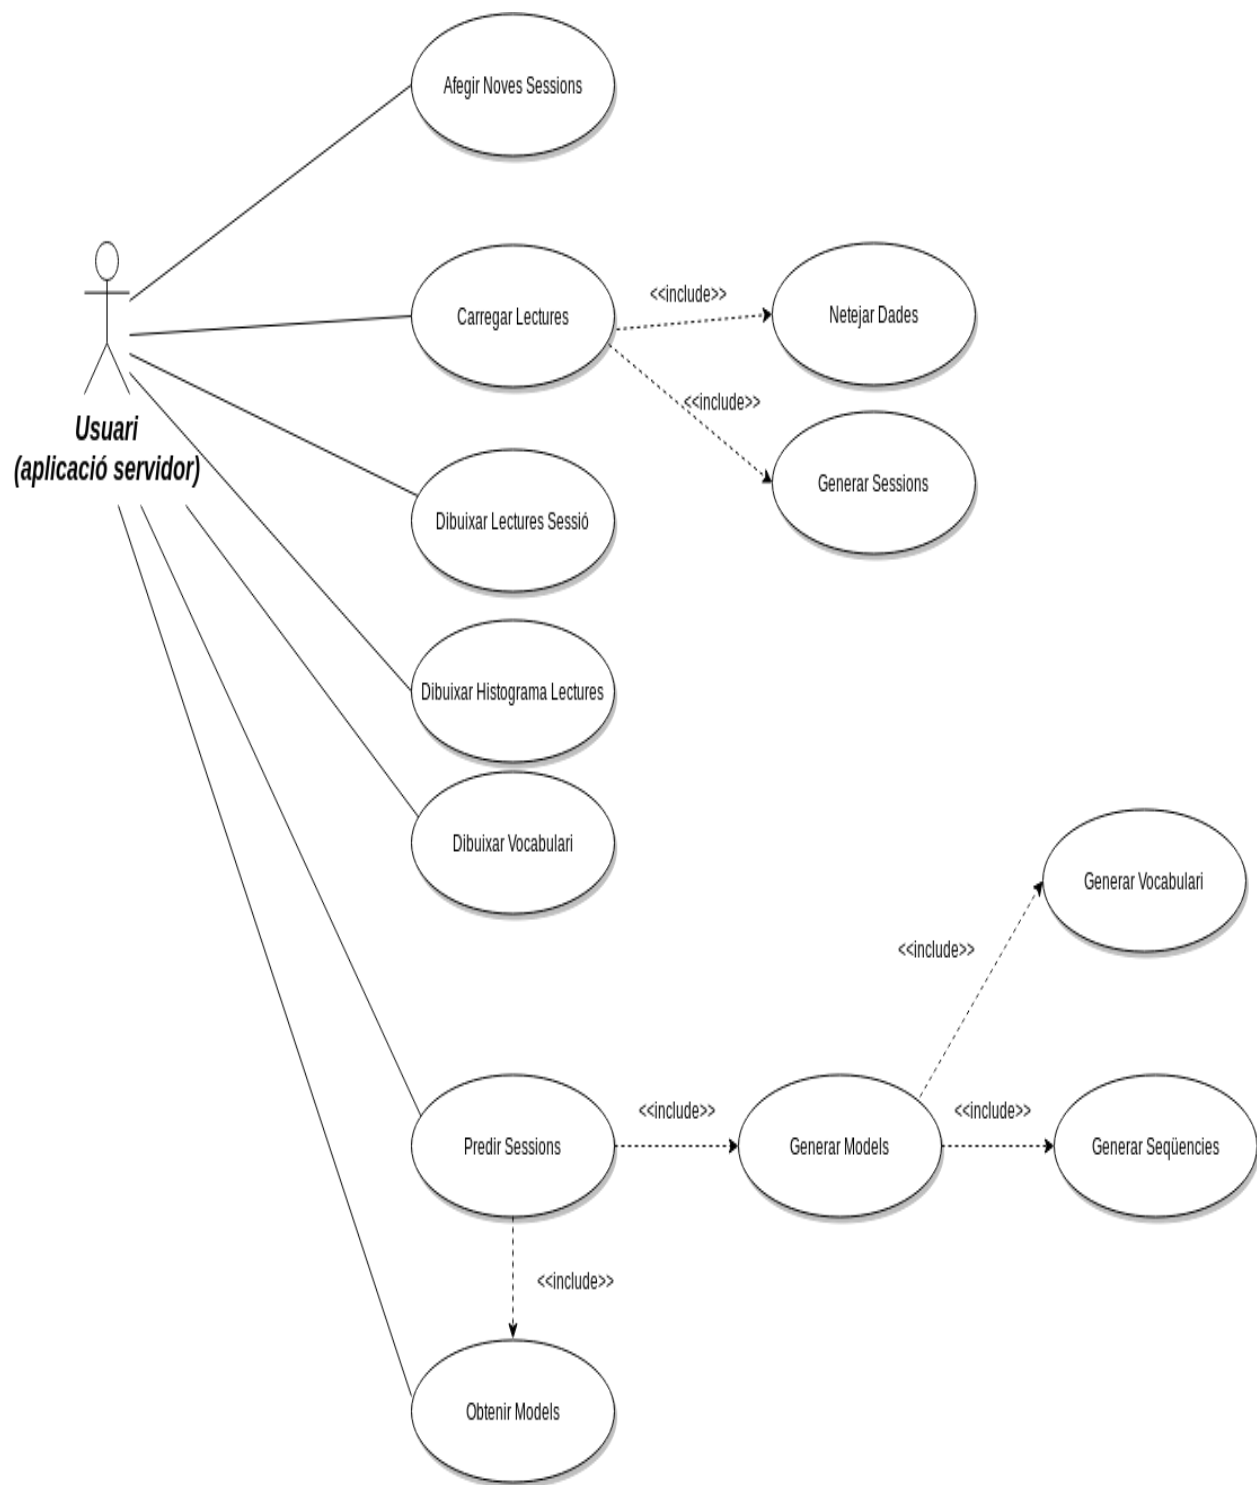 Afegir Noves Sessions
Carregar Lectures
<<include>>
Netejar Dades
<<include>>
Generar Sessions
Usuari
(aplicació servidor)
Dibuixar Lectures Sessió
Dibuixar Histograma Lectures
Dibuixar Vocabulari
Generar Vocabulari
<<include>>
Predir Sessions
<<include>>
Generar Models
<<include>>
Generar Seqüencies
<<include>>
Obtenir Models